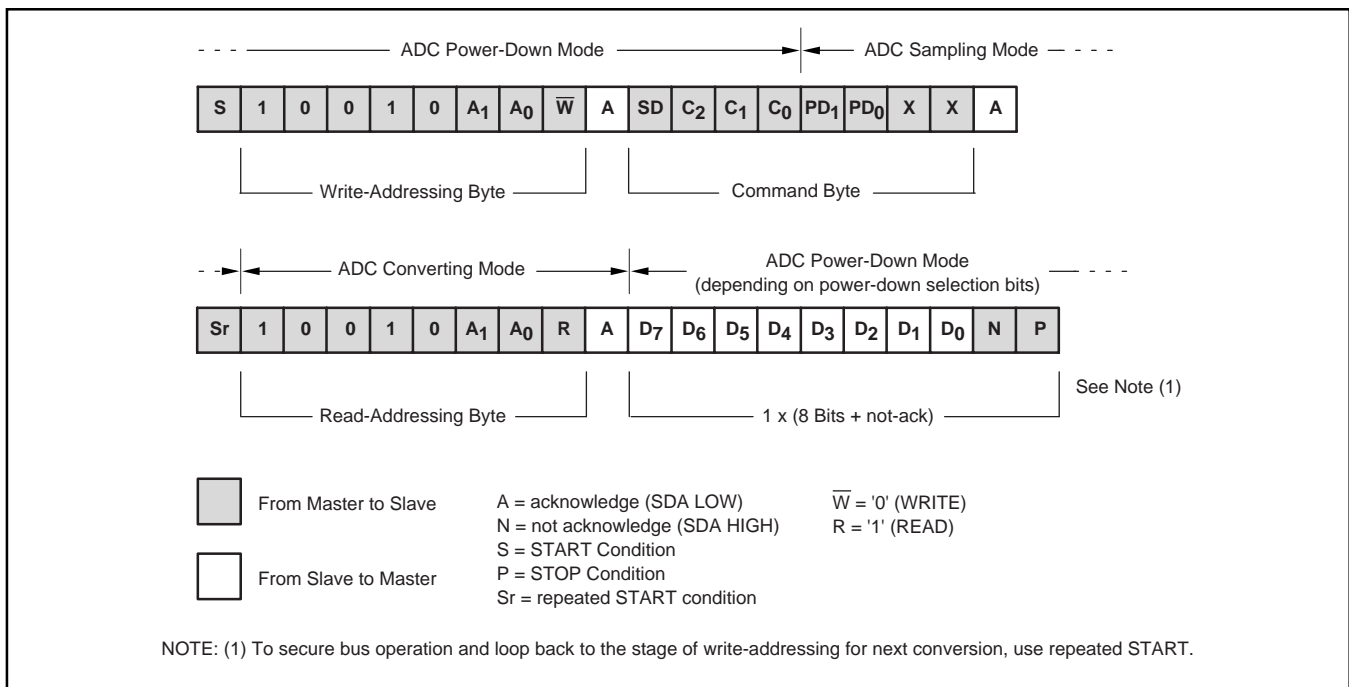 ADC Power-Down Mode ADC Sampling Mode
S 1 0 0 1 0 A1 A0 W̅ A SD C2 C1 C0 PD1 PD0 X X A
Write-Addressing Byte Command Byte
ADC Converting Mode ADC Power-Down Mode
(depending on power-down selection bits)
Sr 1 0 0 1 0 A1 A0 R A D7 D6 D5 D4 D3 D2 D1 D0 N P
See Note (1)
Read-Addressing Byte 1 x (8 Bits + not-ack)
From Master to Slave
From Slave to Master
A = acknowledge (SDA LOW)
N = not acknowledge (SDA HIGH)
S = START Condition
P = STOP Condition
Sr = repeated START condition
W̅ = '0' (WRITE)
R = '1' (READ)
NOTE: (1) To secure bus operation and loop back to the stage of write-addressing for next conversion, use repeated START.